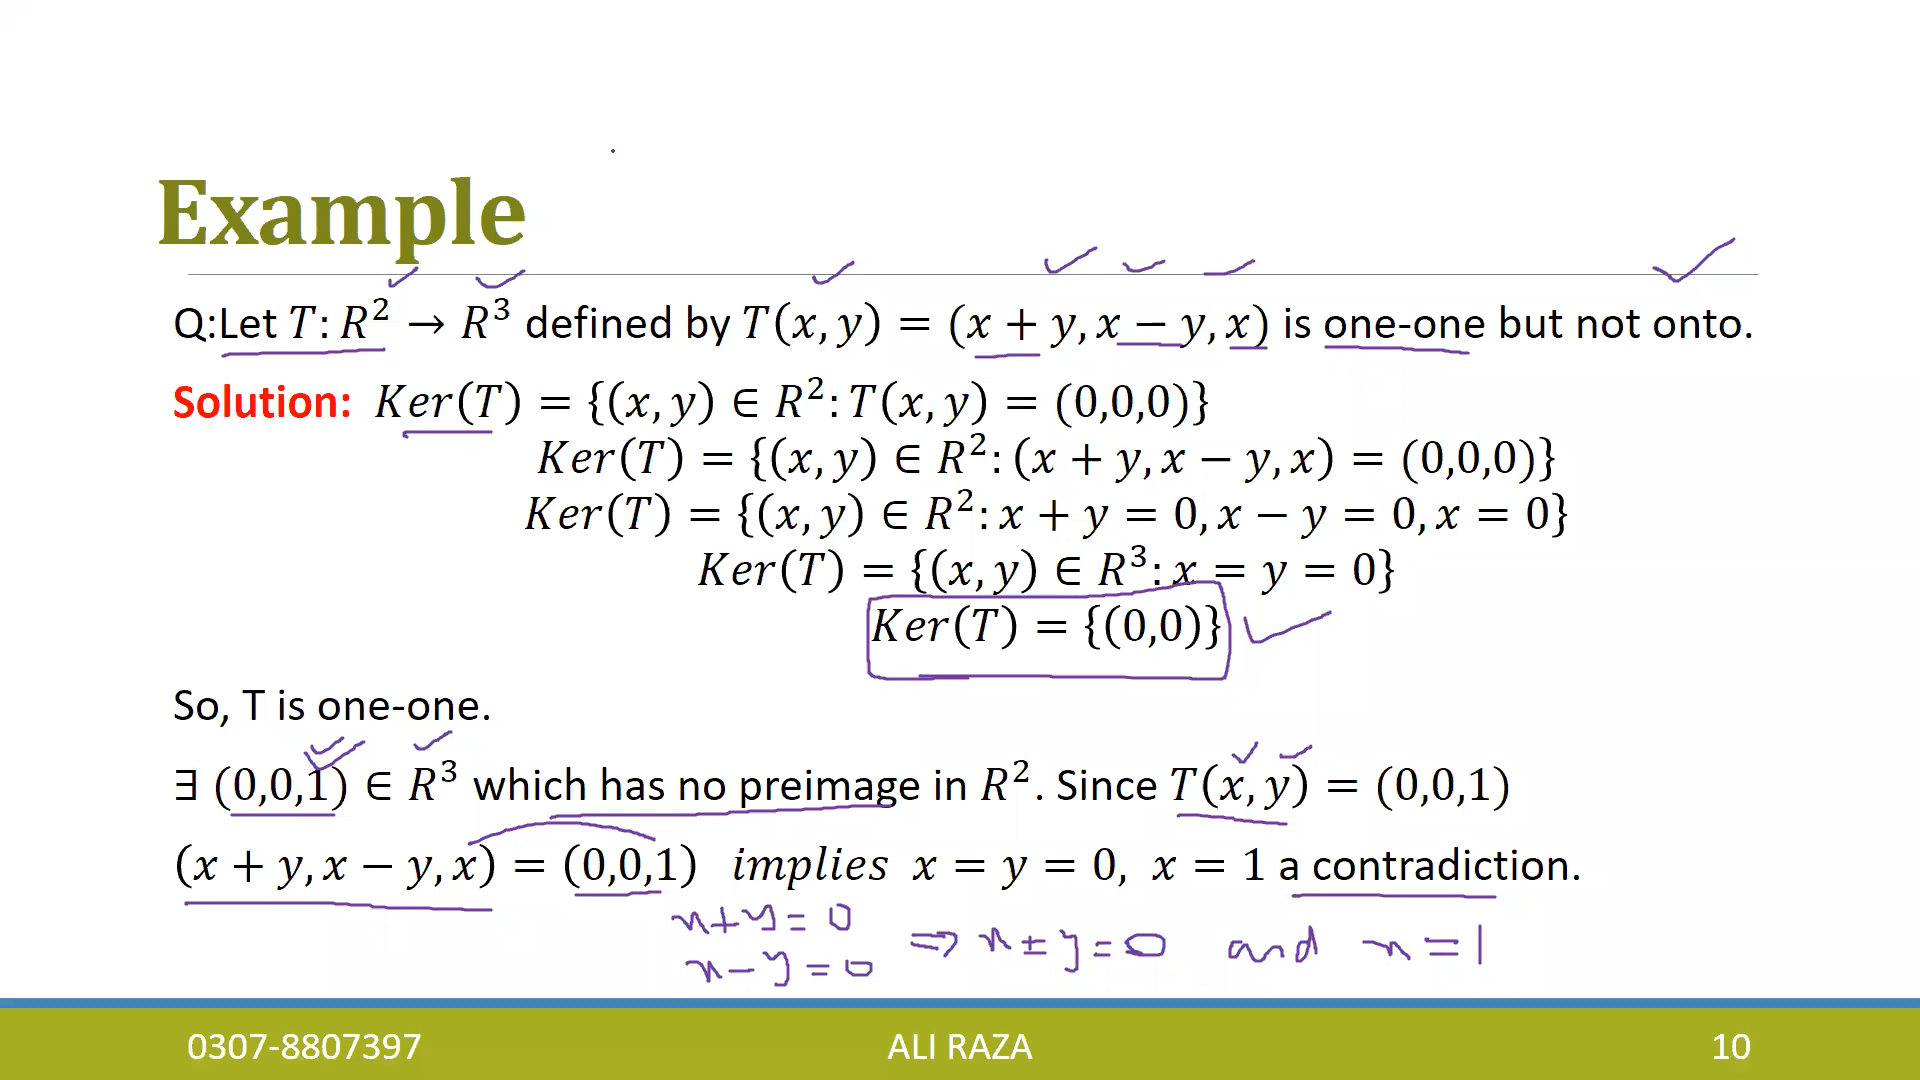 Example
Q:Let T: R² → R³ defined by T(x, y) = (x + y, x − y, x) is one-one but not onto.
Solution: Ker(T) = {(x, y) ∈ R²: T(x, y) = (0,0,0)}
Ker(T) = {(x, y) ∈ R²: (x + y, x − y, x) = (0,0,0)}
Ker(T) = {(x, y) ∈ R²: x + y = 0, x − y = 0, x = 0}
Ker(T) = {(x, y) ∈ R³: x = y = 0}
Ker(T) = {(0,0)}
So, T is one-one.
∃ (0,0,1) ∈ R³ which has no preimage in R². Since T(x, y) = (0,0,1)
(x + y, x − y, x) = (0,0,1) implies x = y = 0, x = 1 a contradiction.
x+y=0
x−y=0 ⇒ x=y=0 and x=1
0307-8807397 ALI RAZA 10